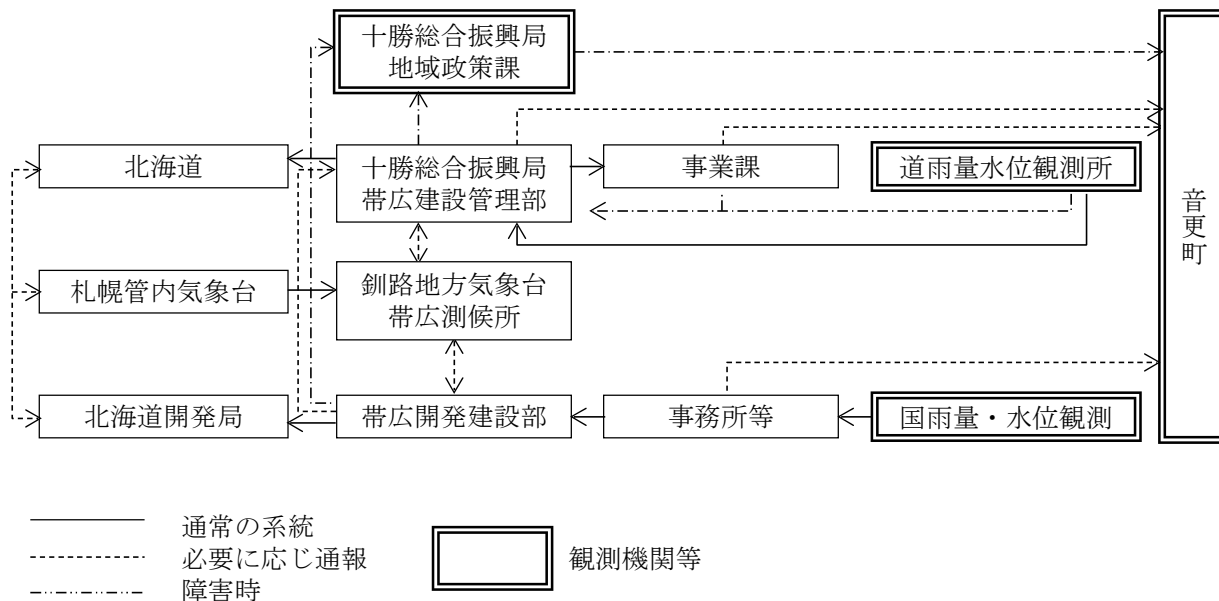 十勝総合振興局
地域政策課
北海道
十勝総合振興局
帯広建設管理部
事業課
道雨量水位観測所
音更町
札幌管内気象台
釧路地方気象台
帯広測候所
北海道開発局
帯広開発建設部
事務所等
国雨量・水位観測
通常の系統
必要に応じ通報
障害時
観測機関等